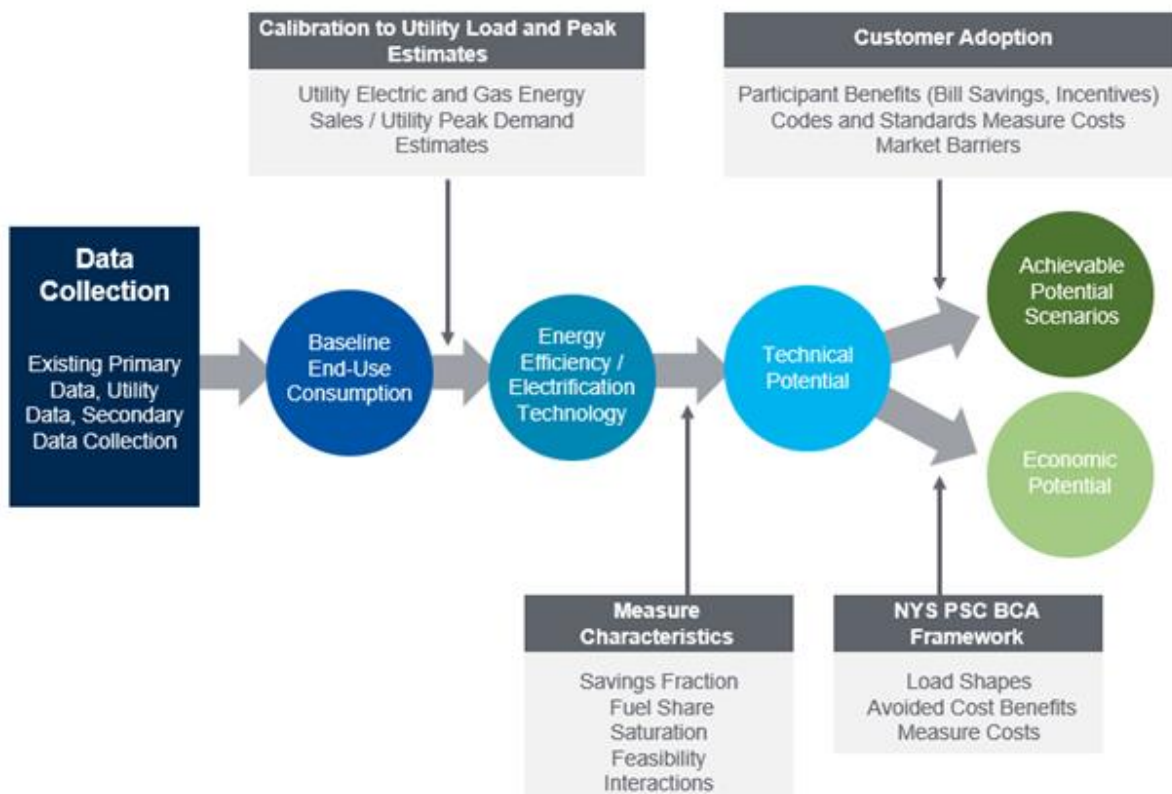 Calibration to Utility Load and Peak
Estimates
Utility Electric and Gas Energy
Sales / Utility Peak Demand
Estimates
Customer Adoption
Participant Benefits (Bill Savings, Incentives)
Codes and Standards Measure Costs
Market Barriers
Data
Collection
Existing Primary
Data, Utility
Data, Secondary
Data Collection
Baseline
End-Use
Consumption
Energy
Efficiency /
Electrification
Technology
Technical
Potential
Achievable
Potential
Scenarios
Economic
Potential
Measure
Characteristics
Savings Fraction
Fuel Share
Saturation
Feasibility
Interactions
NYS PSC BCA
Framework
Load Shapes
Avoided Cost Benefits
Measure Costs